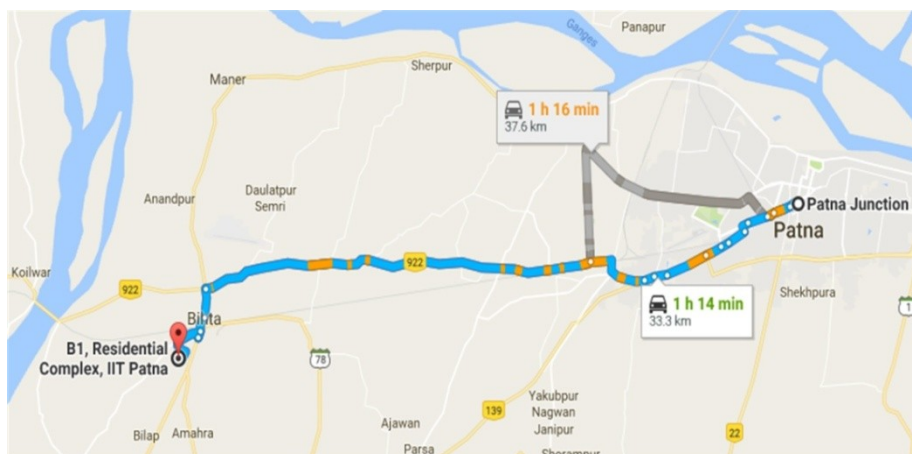 Ganges
Panapur
Sherpur
Maner
1 h 16 min
37.6 km
Daulatpur
Semri
Anandpur
Patna Junction
Patna
Koilwar
922
922
1 h 14 min
33.3 km
Shekhpura
1
Bihta
B1, Residential
Complex, IIT Patna
78
Yakubpur
Nagwan
Janipur
139
Ajawan
Parsa
22
Bilap
Amahra